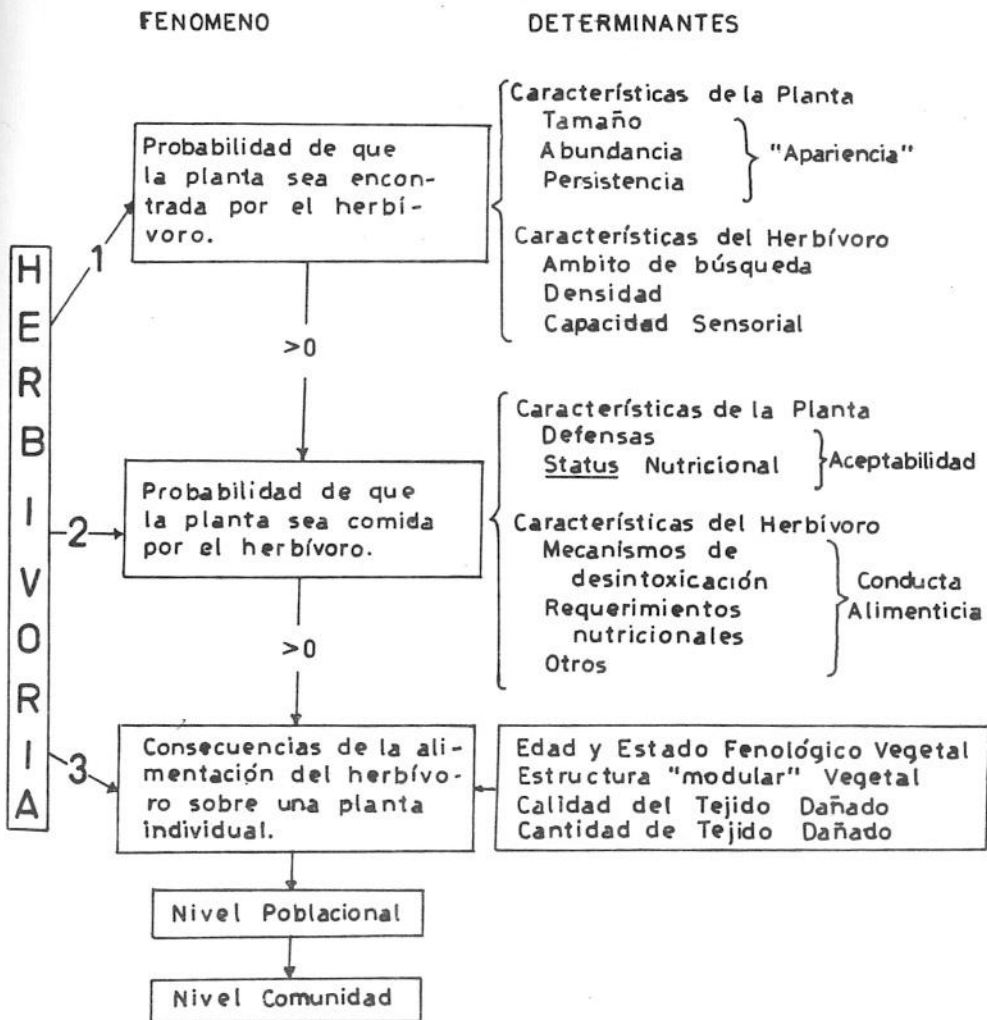 FENOMENO
DETERMINANTES
HERBIVORIA
1
Probabilidad de que
la planta sea encon-
trada por el herbí-
voro.
Características de la Planta
Tamaño
Abundancia
Persistencia
"Apariencia"
Características del Herbívoro
Ambito de búsqueda
Densidad
Capacidad Sensorial
>0
2
Probabilidad de que
la planta sea comida
por el herbívoro.
Características de la Planta
Defensas
Status Nutricional
Aceptabilidad
Características del Herbívoro
Mecanismos de
desintoxicación
Requerimientos
nutricionales
Otros
Conducta
Alimenticia
>0
3
Consecuencias de la ali-
mentación del herbívo-
ro sobre una planta
individual.
Edad y Estado Fenológico Vegetal
Estructura "modular" Vegetal
Calidad del Tejido Dañado
Cantidad de Tejido Dañado
Nivel Poblacional
Nivel Comunidad